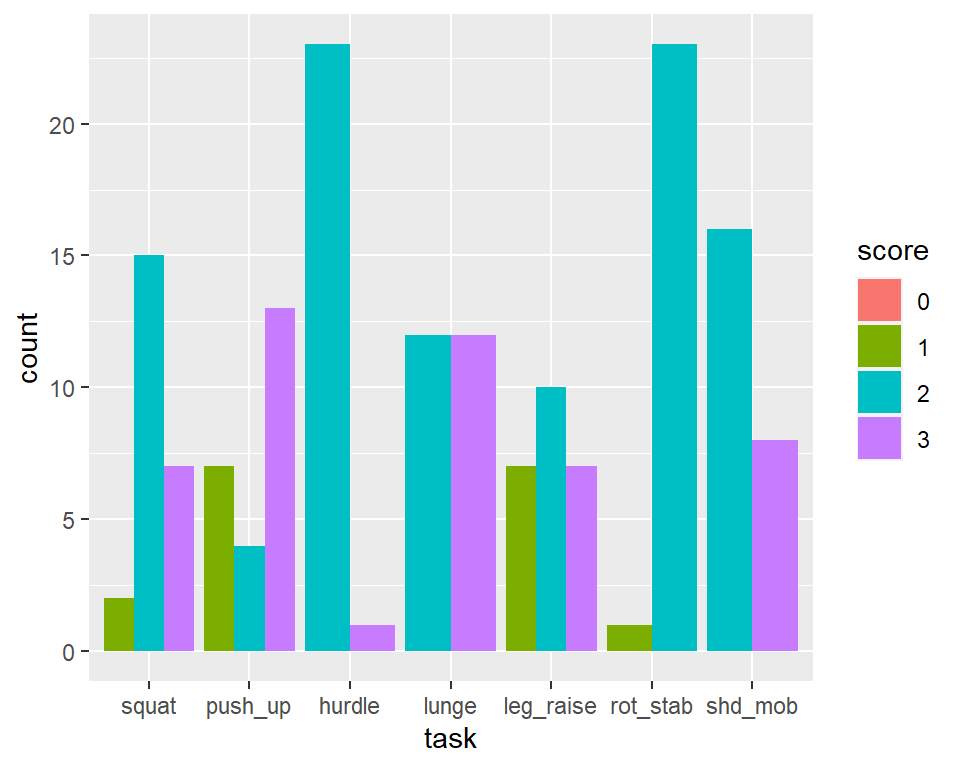 count
20
15
10
5
0
squat push_up hurdle lunge leg_raise rot_stab shd_mob
task
score
0
1
2
3